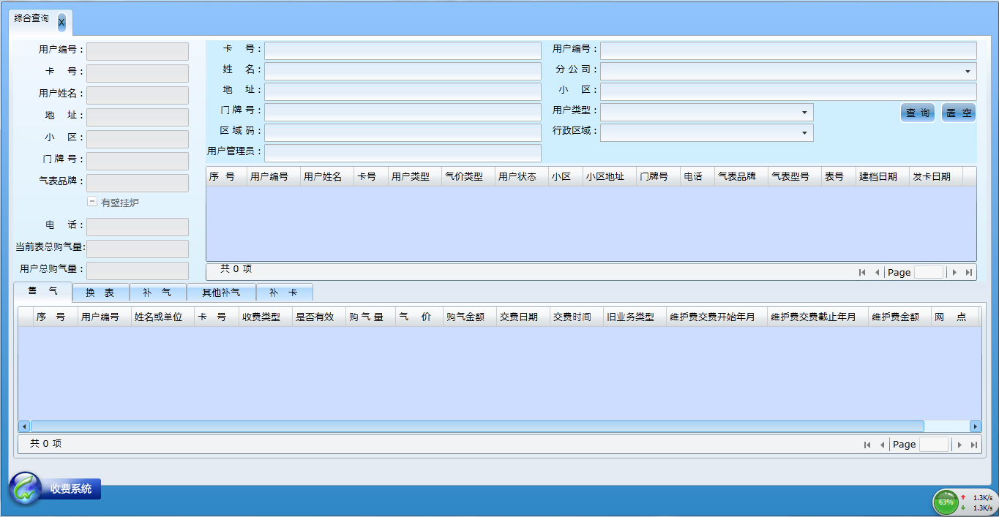 综合查询 X
用户编号：
卡 号：
用户姓名：
地 址：
小 区：
门 牌 号：
气表品牌：
有壁挂炉
电 话：
当前表总购气量：
用户总购气量：
卡 号： 用户编号：
姓 名： 分 公 司：
地 址： 小 区：
门 牌 号： 用户类型： 查 询 置 空
区 域 码： 行政区域：
用户管理员：
序 号 用户编号 用户姓名 卡号 用户类型 气价类型 用户状态 小区 小区地址 门牌号 电话 气表品牌 气表型号 表号 建档日期 发卡日期
共 0 项 Page
售 气 换 表 补 气 其他补气 补 卡
序 号 用户编号 姓名或单位 卡 号 收费类型 是否有效 购 气 量 气 价 购气金额 交费日期 交费时间 旧业务类型 维护费交费开始年月 维护费交费截止年月 维护费金额 网 点
共 0 项 Page
收费系统
63% 1.3K/s
1.3K/s